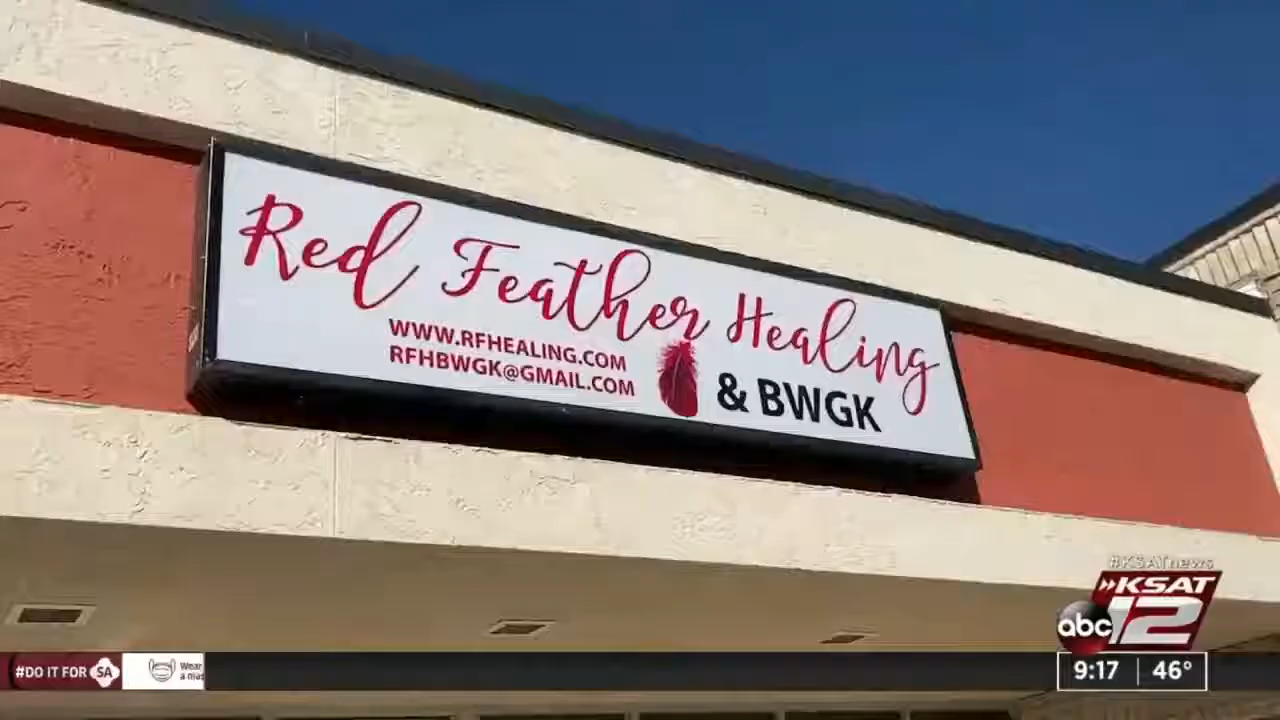 Red Feather Healing
WWW.RFHEALING.COM
RFHBWGK@GMAIL.COM
& BWGK
#KSATnews
KSAT
abc 12
#DO IT FOR SA
Wear
9:17 46°